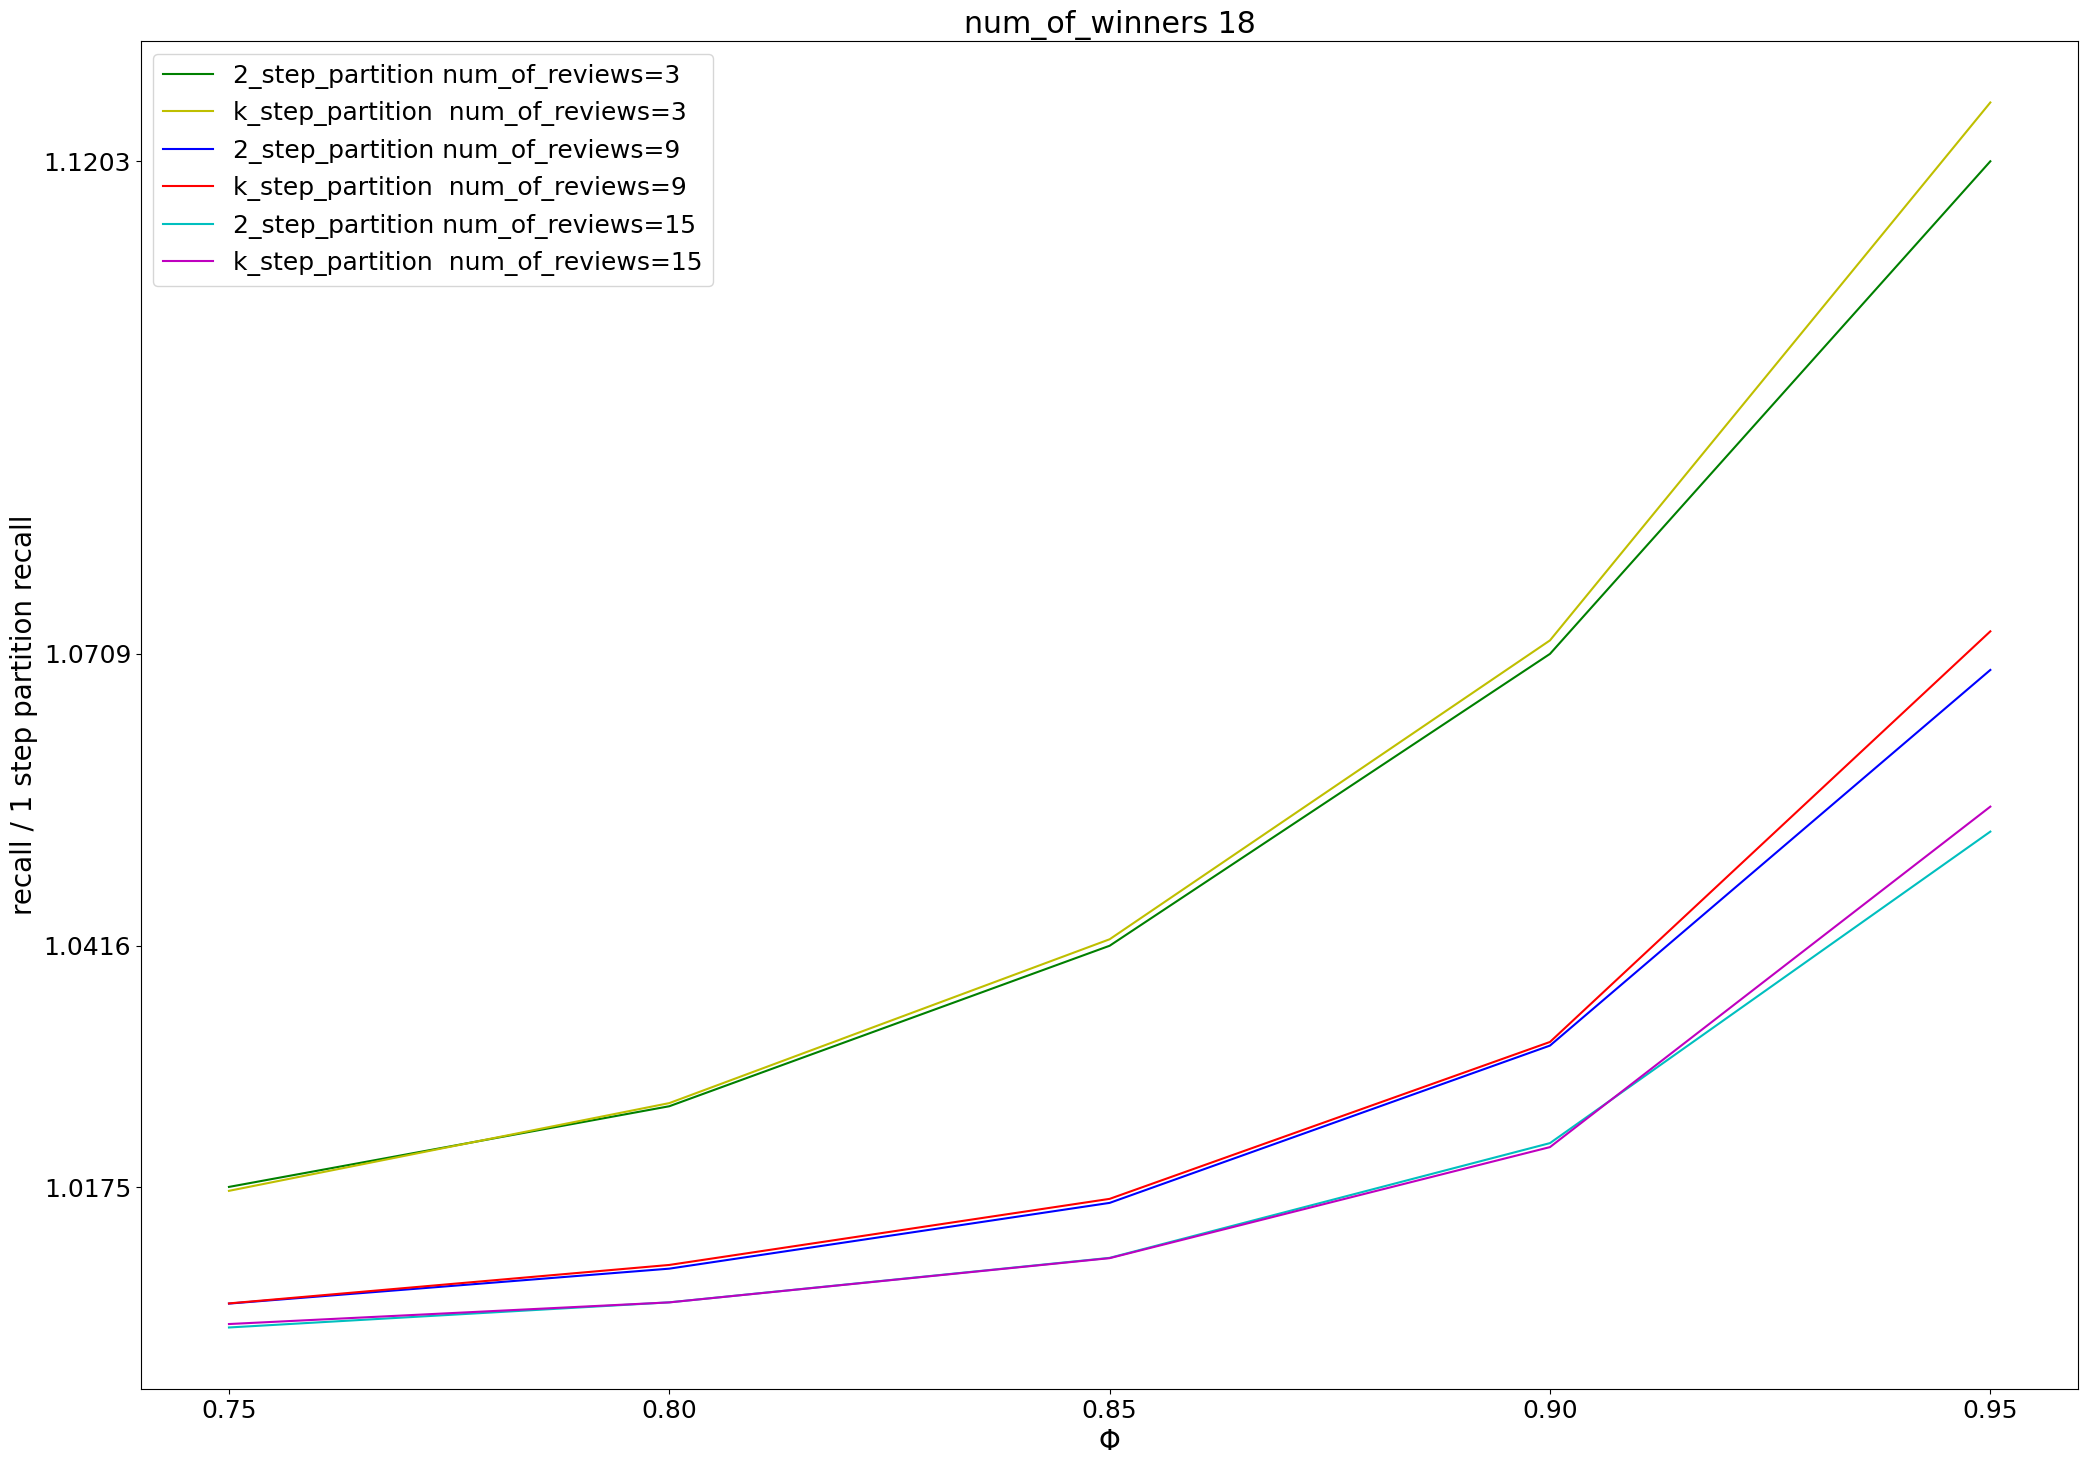 num_of_winners 18
2_step_partition num_of_reviews=3
k_step_partition  num_of_reviews=3
2_step_partition num_of_reviews=9
k_step_partition  num_of_reviews=9
2_step_partition num_of_reviews=15
k_step_partition  num_of_reviews=15
1.1203
1.0709
1.0416
1.0175
recall / 1 step partition recall
0.75 0.80 0.85 0.90 0.95
Φ